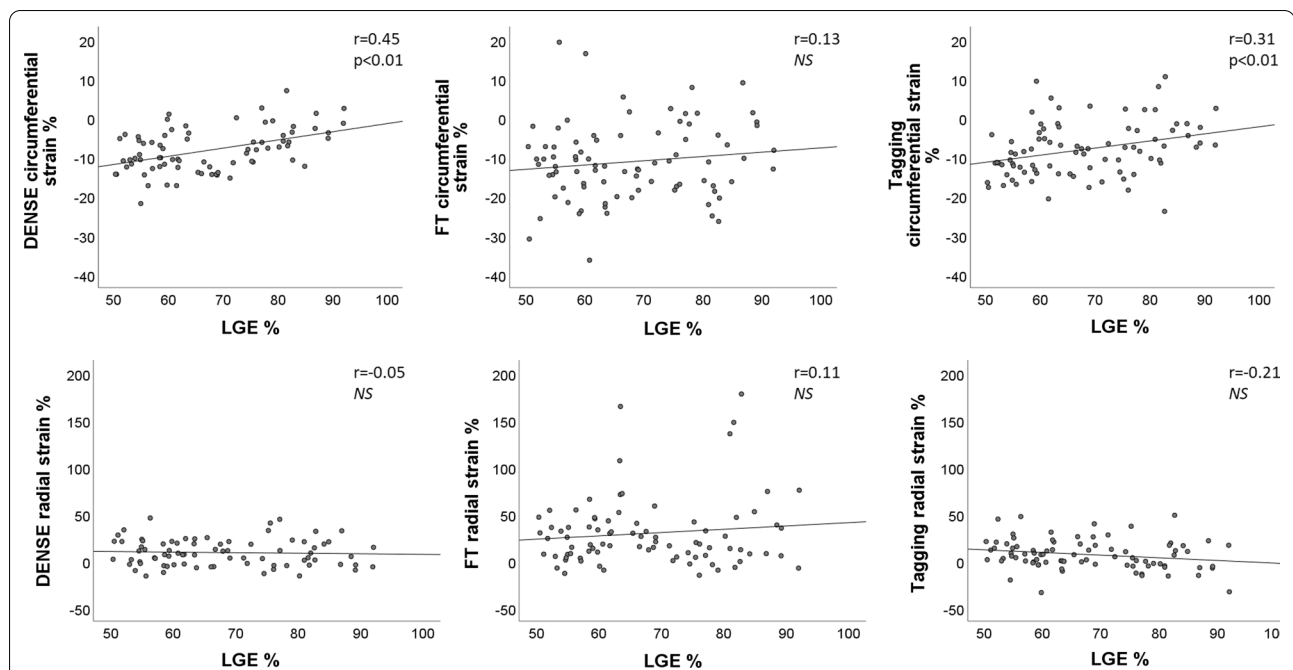 DENSE circumferential
strain %
20
10
0
-10
-20
-30
-40
r=0.45
p<0.01
50 60 70 80 90 100
LGE %
FT circumferential
strain %
20
10
0
-10
-20
-30
-40
r=0.13
NS
50 60 70 80 90 100
LGE %
Tagging
circumferential strain
%
20
10
0
-10
-20
-30
-40
r=0.31
p<0.01
50 60 70 80 90 100
LGE %
DENSE radial strain %
200
150
100
50
0
-50
r=-0.05
NS
50 60 70 80 90 100
LGE %
FT radial strain %
200
150
100
50
0
-50
r=0.11
NS
50 60 70 80 90 100
LGE %
Tagging radial strain %
200
150
100
50
0
-50
r=-0.21
NS
50 60 70 80 90 100
LGE %